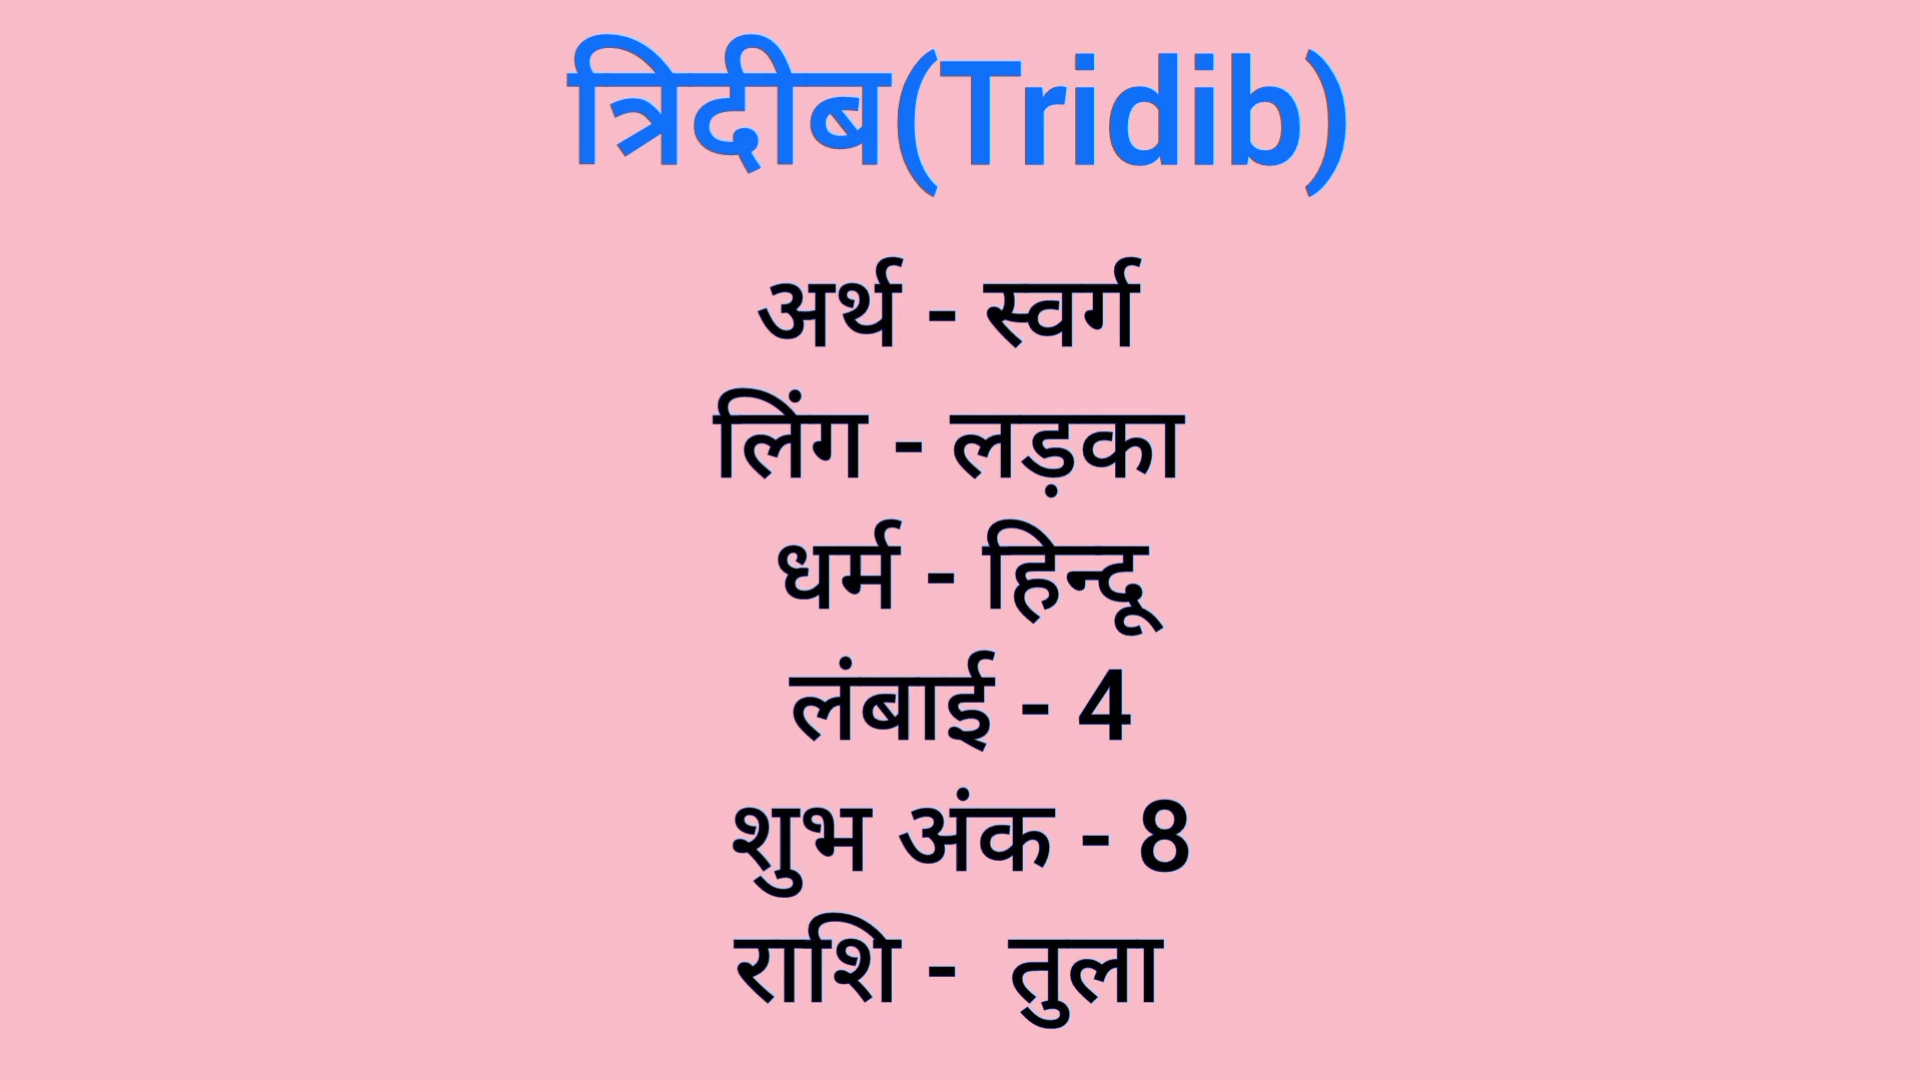 त्रिदीब(Tridib)
अर्थ - स्वर्ग
लिंग - लड़का
धर्म - हिन्दू
लंबाई - 4
शुभ अंक - 8
राशि - तुला